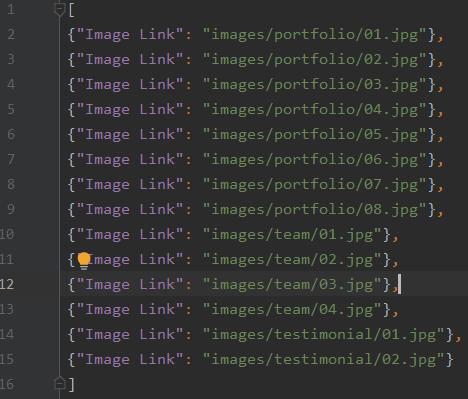 1 [
2 {"Image Link": "images/portfolio/01.jpg"},
3 {"Image Link": "images/portfolio/02.jpg"},
4 {"Image Link": "images/portfolio/03.jpg"},
5 {"Image Link": "images/portfolio/04.jpg"},
6 {"Image Link": "images/portfolio/05.jpg"},
7 {"Image Link": "images/portfolio/06.jpg"},
8 {"Image Link": "images/portfolio/07.jpg"},
9 {"Image Link": "images/portfolio/08.jpg"},
10 {"Image Link": "images/team/01.jpg"},
11 {"Image Link": "images/team/02.jpg"},
12 {"Image Link": "images/team/03.jpg"},
13 {"Image Link": "images/team/04.jpg"},
14 {"Image Link": "images/testimonial/01.jpg"},
15 {"Image Link": "images/testimonial/02.jpg"}
16 ]